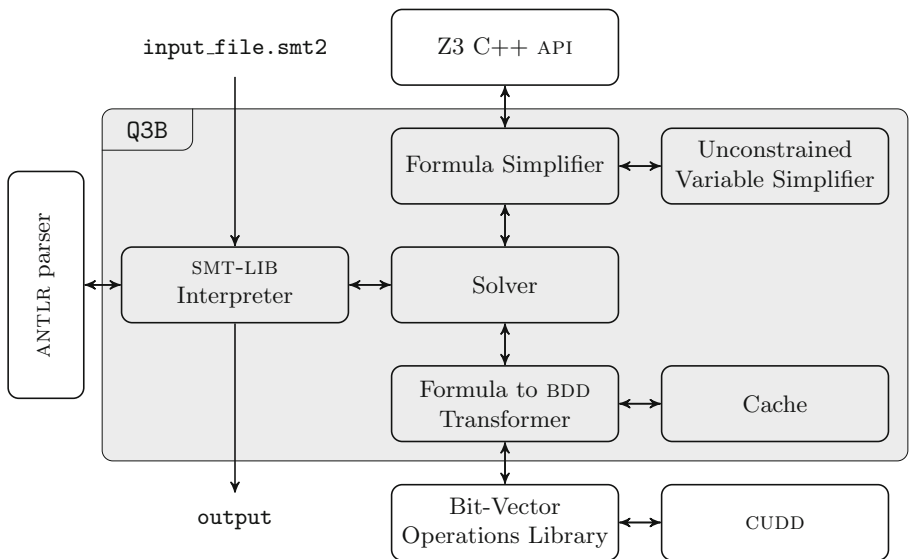 input_file.smt2
Z3 C++ API
Q3B
Formula Simplifier
Unconstrained
Variable Simplifier
ANTLR parser
SMT-LIB
Interpreter
Solver
Formula to BDD
Transformer
Cache
output
Bit-Vector
Operations Library
CUDD